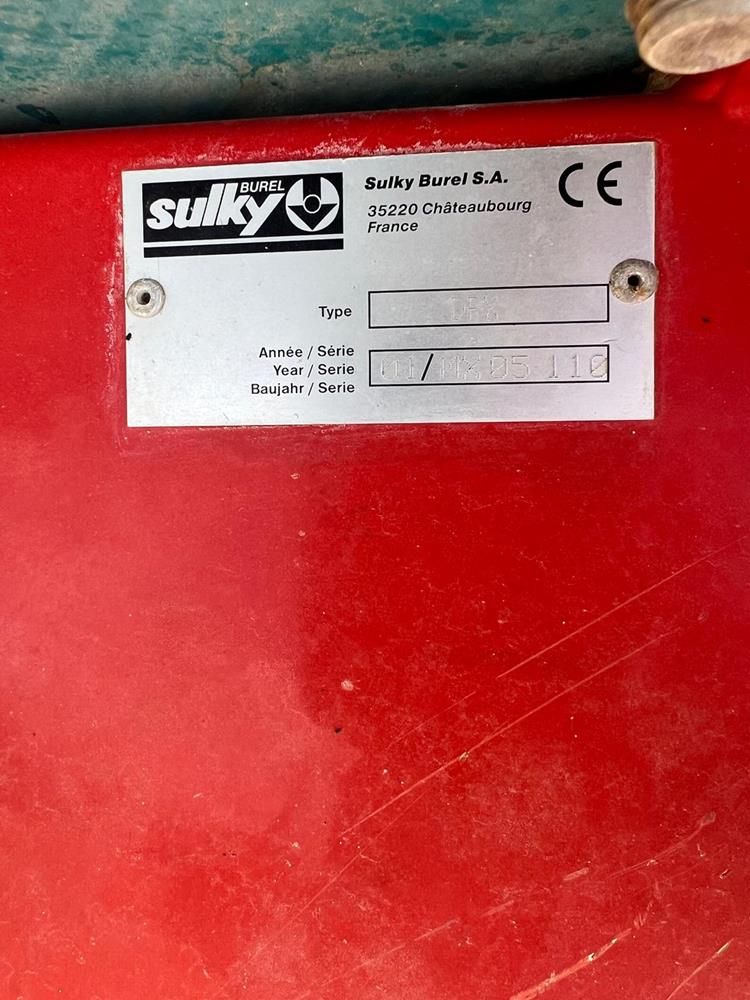 BUREL
sulky
Sulky Burel S.A.
35220 Châteaubourg
France
CE
Type
DPX
Année / Série
Year / Serie
Baujahr / Serie
01/MX05 110